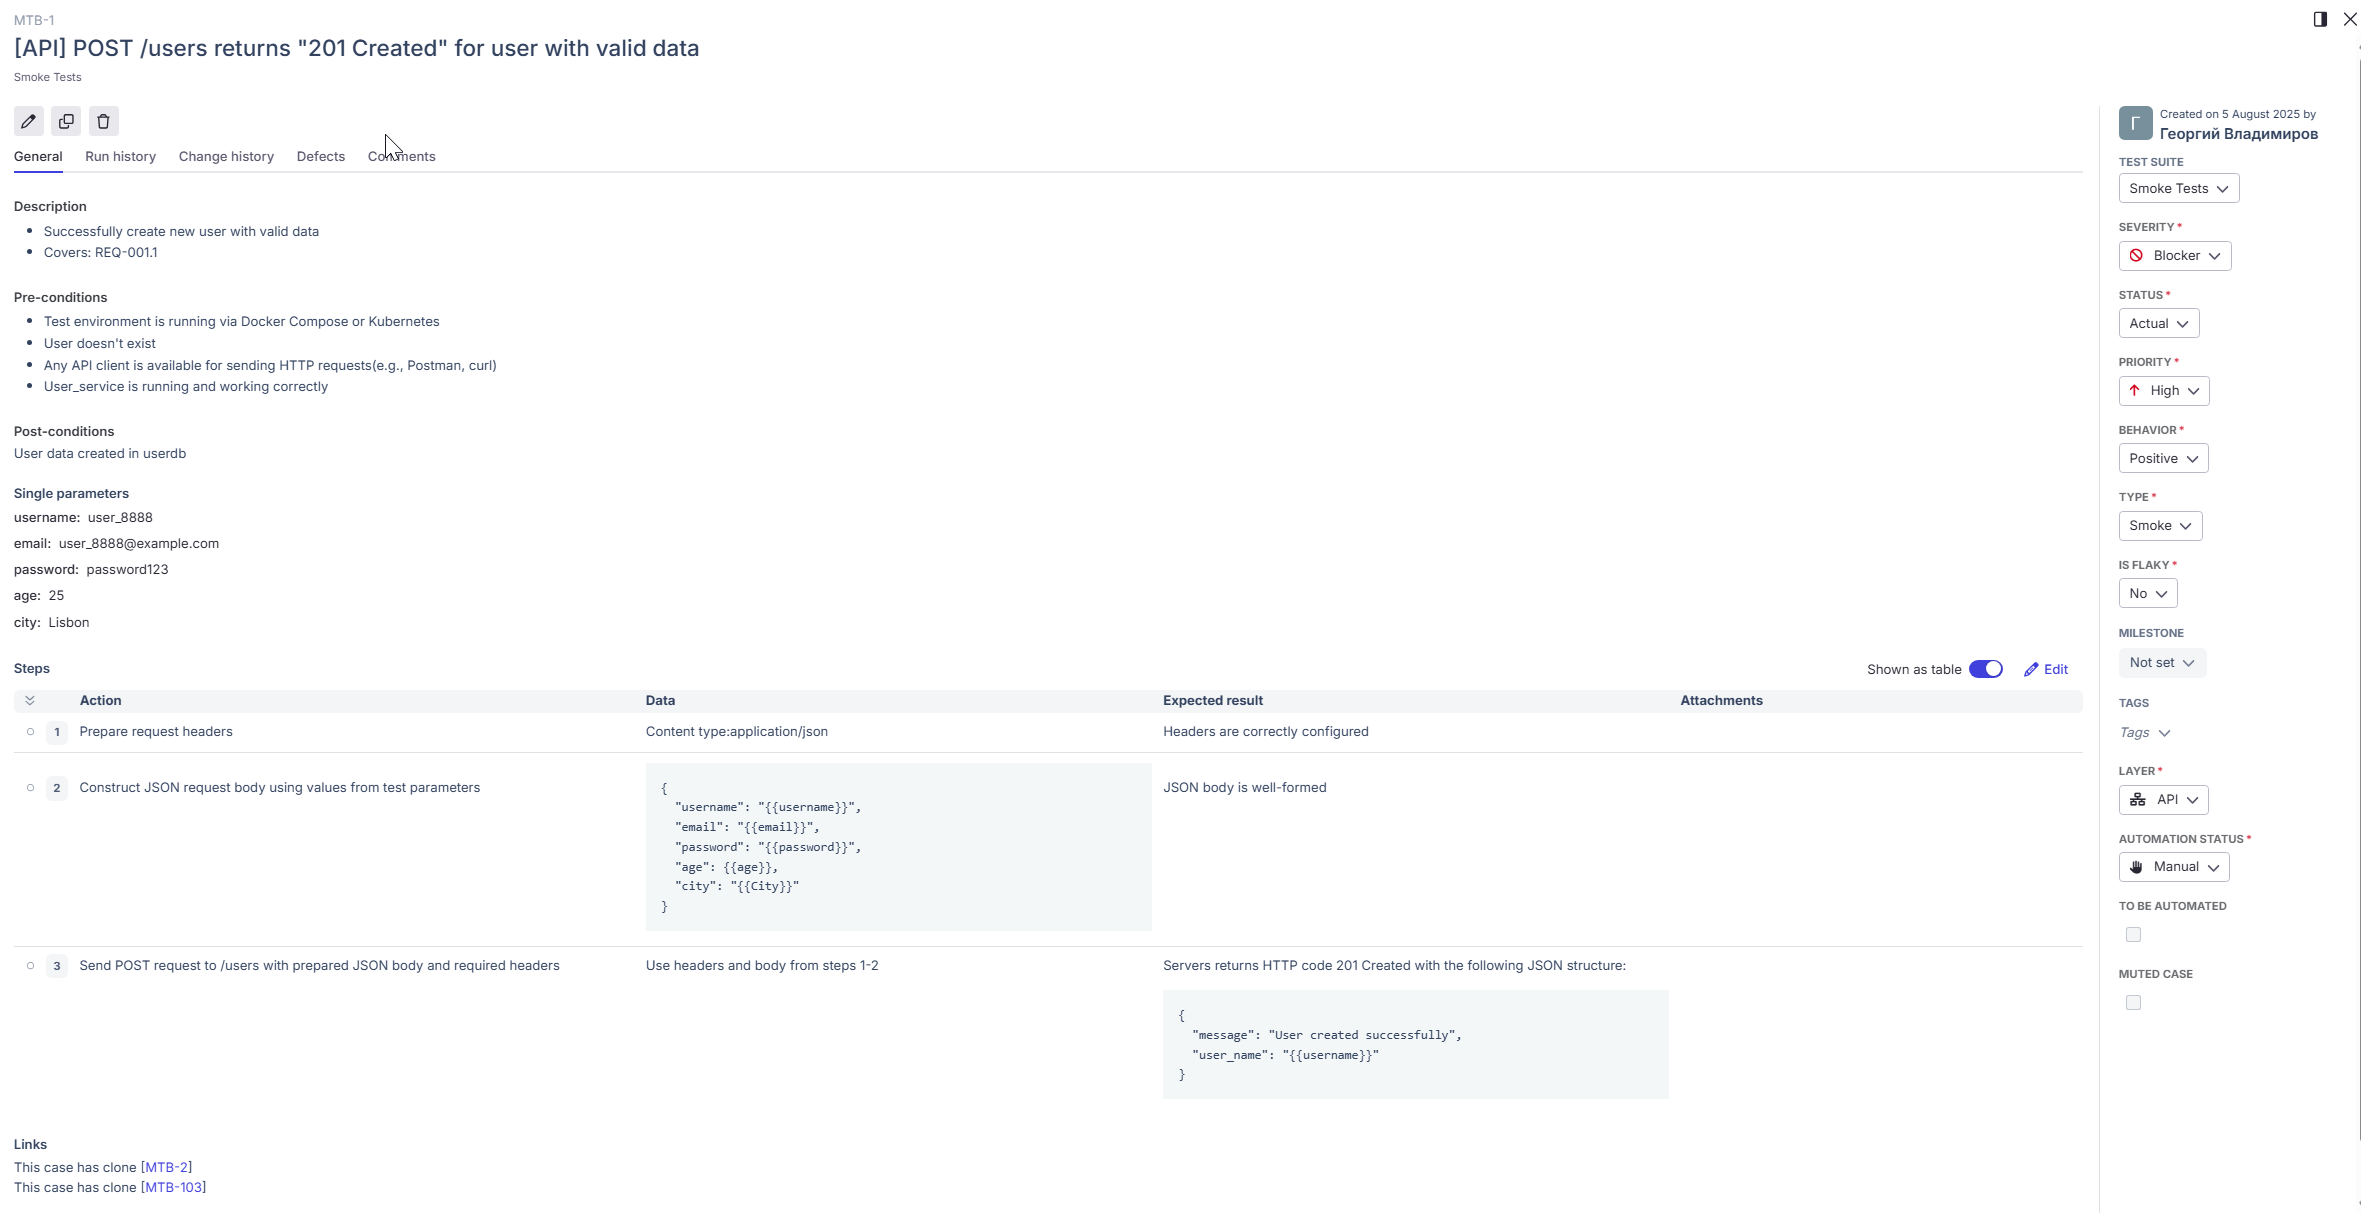 MTB-1
[API] POST /users returns "201 Created" for user with valid data
Smoke Tests
General Run history Change history Defects Comments
Description
Successfully create new user with valid data
Covers: REQ-001.1
Pre-conditions
Test environment is running via Docker Compose or Kubernetes
User doesn't exist
Any API client is available for sending HTTP requests(e.g., Postman, curl)
User_service is running and working correctly
Post-conditions
User data created in userdb
Single parameters
username: user_8888
email: user_8888@example.com
password: password123
age: 25
city: Lisbon
Steps
Shown as table Edit
Action Data Expected result Attachments
1 Prepare request headers Content type:application/json Headers are correctly configured
2 Construct JSON request body using values from test parameters
{
"username": "{{username}}",
"email": "{{email}}",
"password": "{{password}}",
"age": {{age}},
"city": "{{City}}"
}
JSON body is well-formed
3 Send POST request to /users with prepared JSON body and required headers Use headers and body from steps 1-2 Servers returns HTTP code 201 Created with the following JSON structure:
{
"message": "User created successfully",
"user_name": "{{username}}"
}
Links
This case has clone [MTB-2]
This case has clone [MTB-103]
Г
Created on 5 August 2025 by
Георгий Владимиров
TEST SUITE
Smoke Tests
SEVERITY*
Blocker
STATUS*
Actual
PRIORITY*
High
BEHAVIOR*
Positive
TYPE*
Smoke
IS FLAKY*
No
MILESTONE
Not set
TAGS
Tags
LAYER*
API
AUTOMATION STATUS*
Manual
TO BE AUTOMATED
MUTED CASE